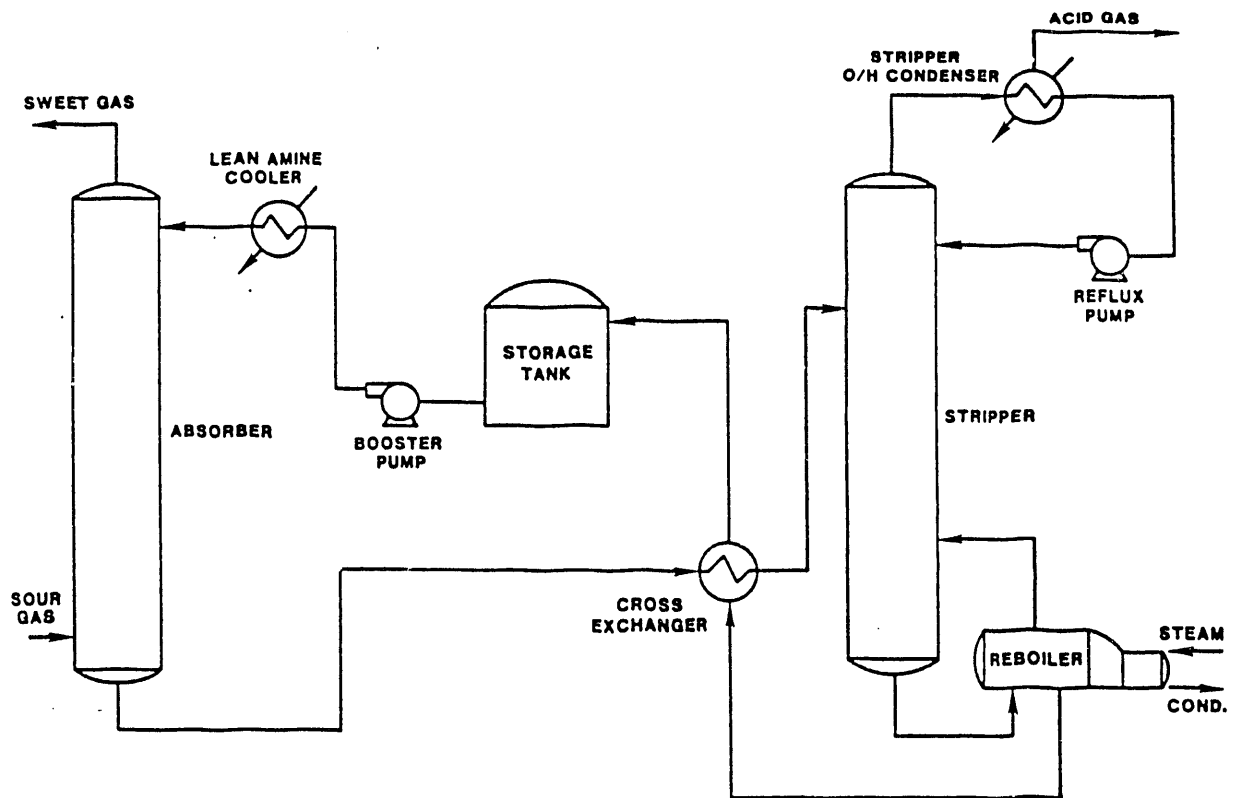 ACID GAS
STRIPPER
O/H CONDENSER
SWEET GAS
LEAN AMINE
COOLER
REFLUX
PUMP
STORAGE
TANK
ABSORBER
BOOSTER
PUMP
STRIPPER
SOUR
GAS
CROSS
EXCHANGER
REBOILER
STEAM
COND.